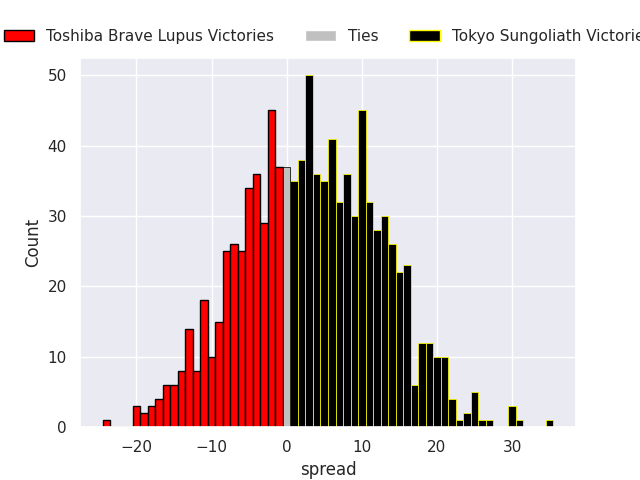 Toshiba Brave Lupus Victories Ties Tokyo Sungoliath Victorie
50
40
30
20
10
0
Count
−20 −10 0 10 20 30
spread